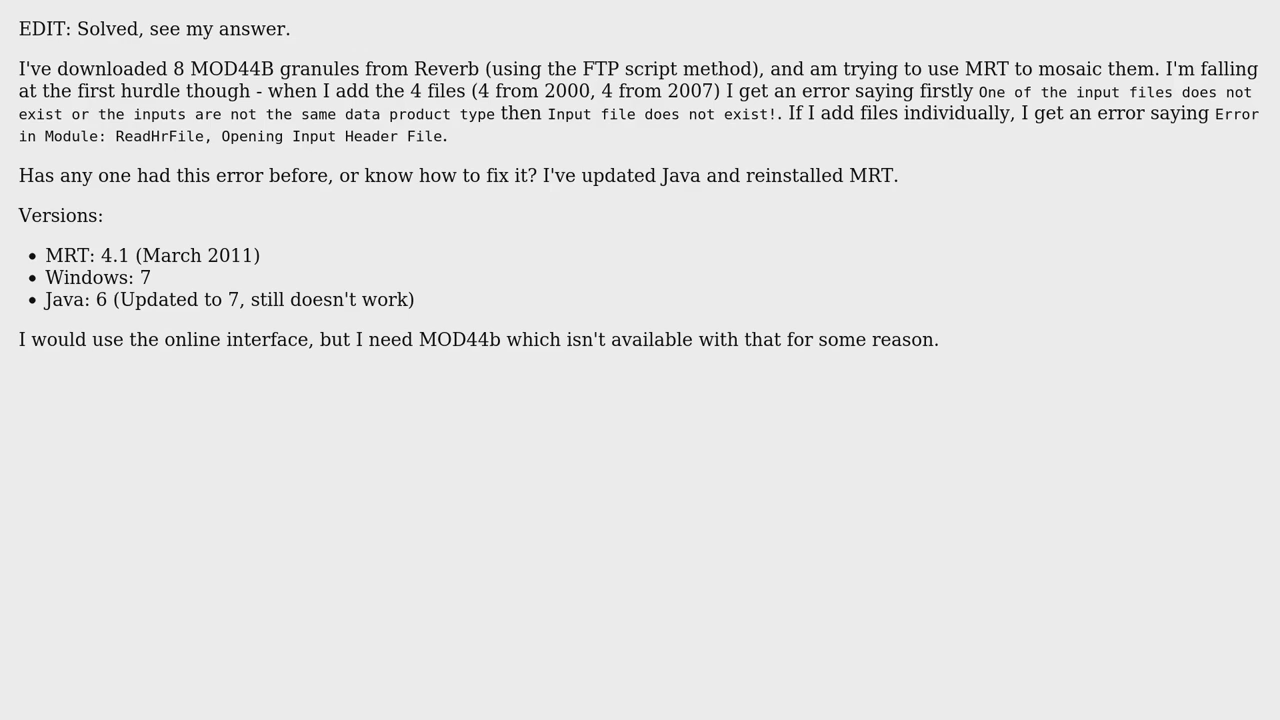 EDIT: Solved, see my answer.
I've downloaded 8 MOD44B granules from Reverb (using the FTP script method), and am trying to use MRT to mosaic them. I'm falling
at the first hurdle though - when I add the 4 files (4 from 2000, 4 from 2007) I get an error saying firstly One of the input files does not
exist or the inputs are not the same data product type then Input file does not exist!. If I add files individually, I get an error saying Error
in Module: ReadHrFile, Opening Input Header File.
Has any one had this error before, or know how to fix it? I've updated Java and reinstalled MRT.
Versions:
• MRT: 4.1 (March 2011)
• Windows: 7
• Java: 6 (Updated to 7, still doesn't work)
I would use the online interface, but I need MOD44b which isn't available with that for some reason.